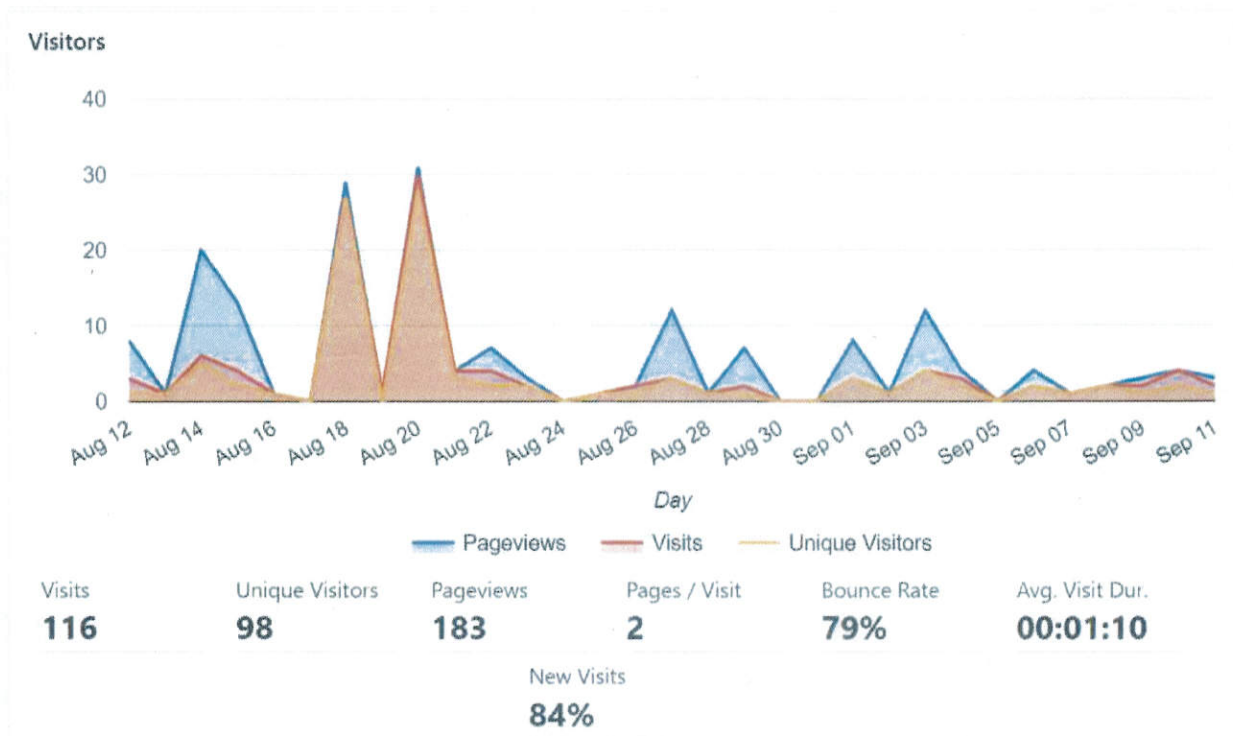 Visitors
40
30
20
10
0
Aug 12 Aug 14 Aug 16 Aug 18 Aug 20 Aug 22 Aug 24 Aug 26 Aug 28 Aug 30 Sep 01 Sep 03 Sep 05 Sep 07 Sep 09 Sep 11
Day
Pageviews Visits Unique Visitors
Visits Unique Visitors Pageviews Pages / Visit Bounce Rate Avg. Visit Dur.
116 98 183 2 79% 00:01:10
New Visits
84%